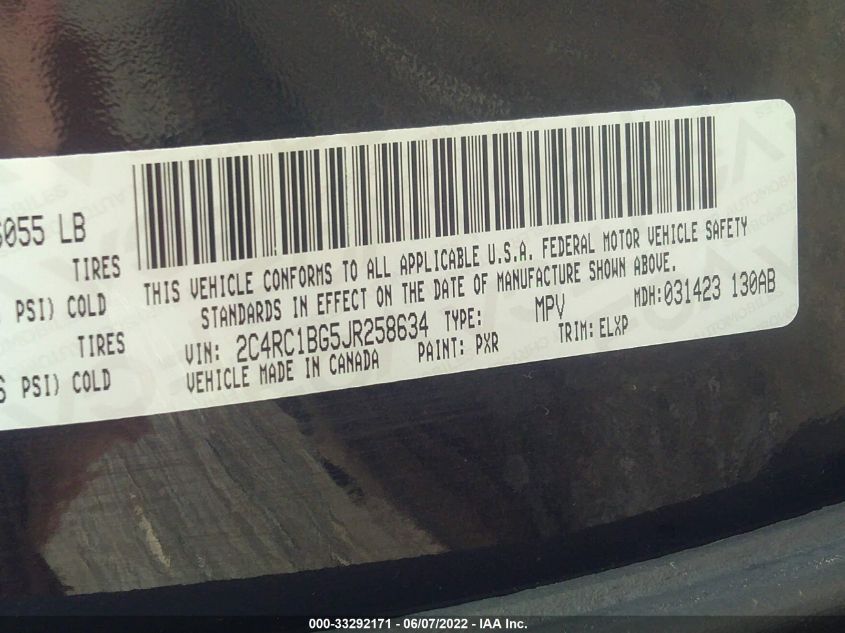 6055 LB
TIRES
PSI) COLD
TIRES
PSI) COLD
THIS VEHICLE CONFORMS TO ALL APPLICABLE U.S.A. FEDERAL MOTOR VEHICLE SAFETY
STANDARDS IN EFFECT ON THE DATE OF MANUFACTURE SHOWN ABOVE.
VIN: 2C4RC1BG5JR258634 TYPE: MPV MDH:031423 130AB
VEHICLE MADE IN CANADA PAINT: PXR TRIM: ELXP
000-33292171 - 06/07/2022 - IAA Inc.